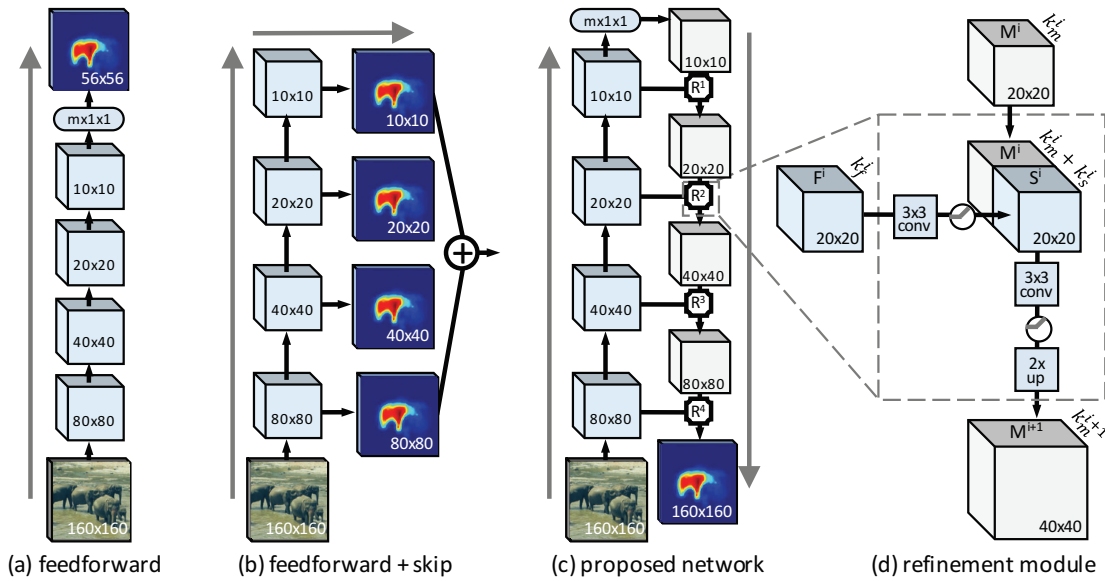 56x56
mx1x1
10x10
20x20
40x40
80x80
160x160
(a) feedforward
10x10
10x10
20x20
20x20
40x40
40x40
80x80
80x80
160x160
(b) feedforward + skip
mx1x1
10x10
10x10
R¹
20x20
20x20
R²
40x40
40x40
R³
80x80
80x80
R⁴
160x160
160x160
(c) proposed network
Mⁱ
kⁱₘ
20x20
Mⁱ
kⁱₘ + kⁱₛ
Sⁱ
20x20
Fⁱ
kⁱ_f
20x20
3x3
conv
3x3
conv
2x
up
Mⁱ⁺¹
kⁱ⁺¹ₘ
40x40
(d) refinement module